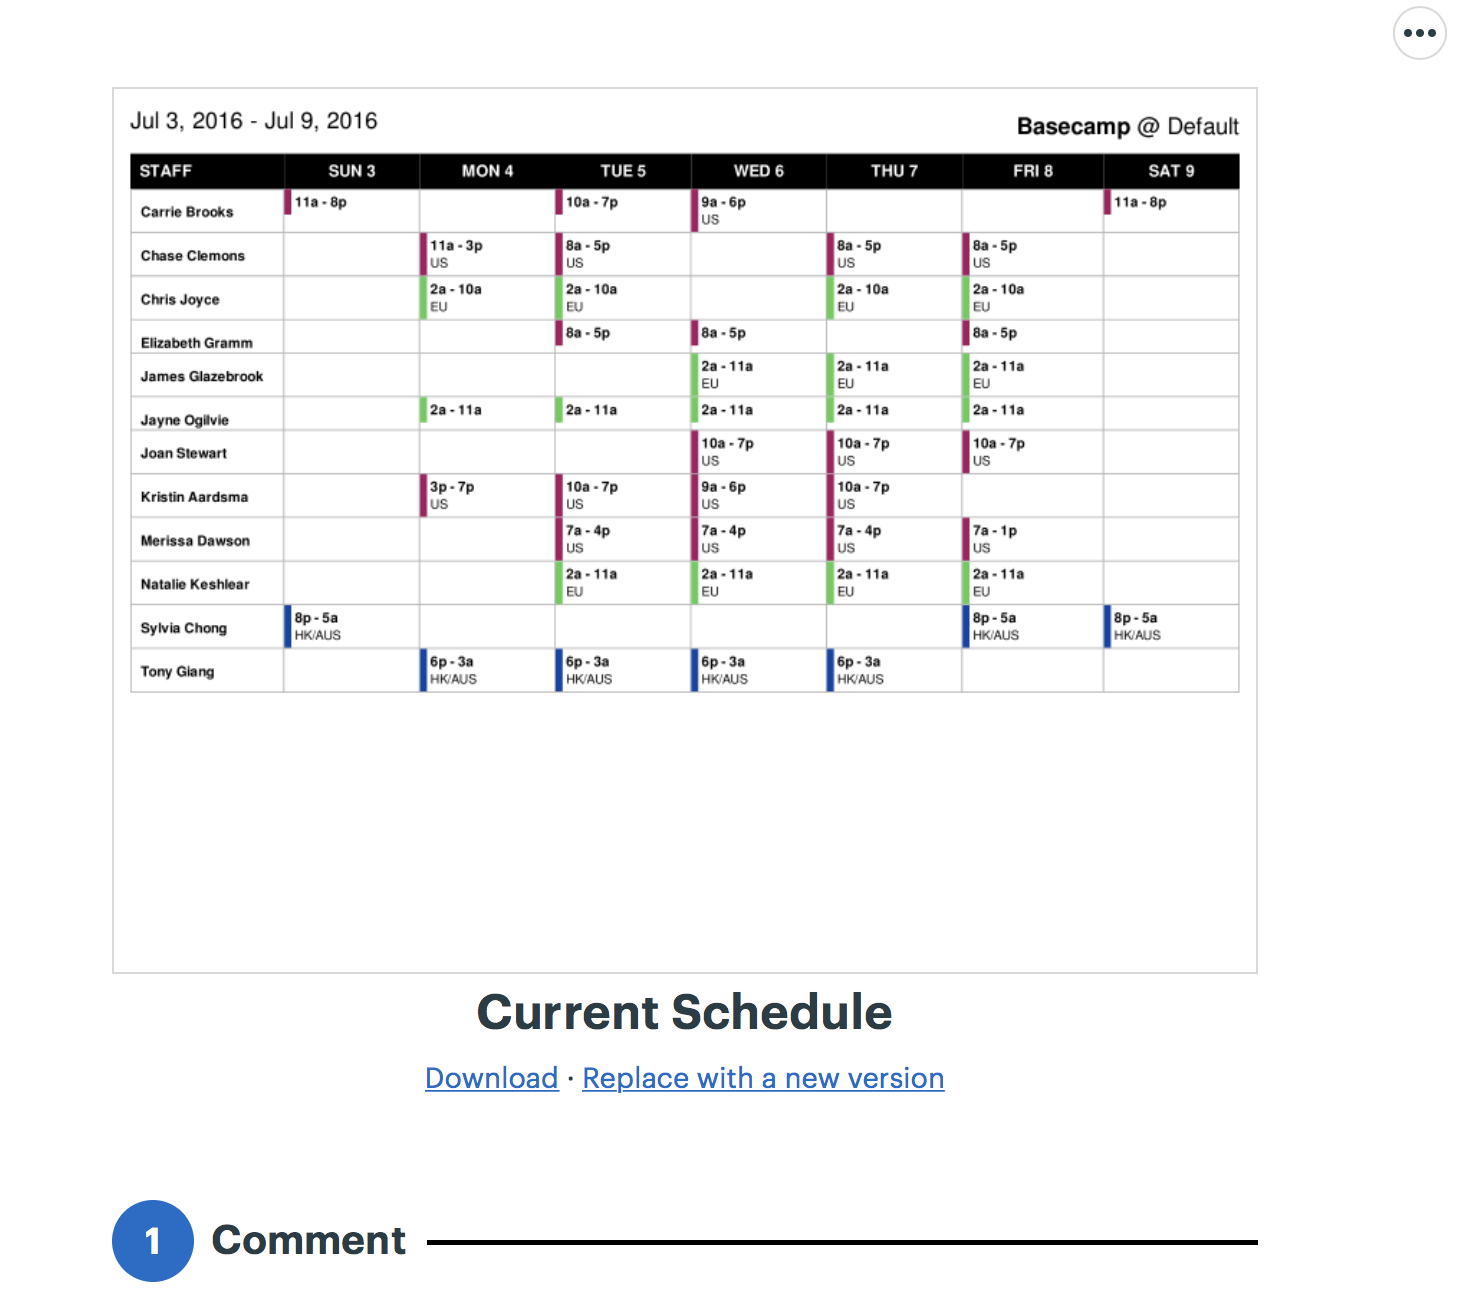 Jul 3, 2016 - Jul 9, 2016
Basecamp @ Default
STAFF SUN 3 MON 4 TUE 5 WED 6 THU 7 FRI 8 SAT 9
Carrie Brooks 11a - 8p 10a - 7p 9a - 6p 11a - 8p
US
Chase Clemons 11a - 3p 8a - 5p 8a - 5p 8a - 5p
US US US US
Chris Joyce 2a - 10a 2a - 10a 2a - 10a 2a - 10a
EU EU EU EU
Elizabeth Gramm 8a - 5p 8a - 5p 8a - 5p
James Glazebrook 2a - 11a 2a - 11a 2a - 11a
EU EU EU
Jayne Ogilvie 2a - 11a 2a - 11a 2a - 11a 2a - 11a 2a - 11a
Joan Stewart 10a - 7p 10a - 7p 10a - 7p
US US US
Kristin Aardsma 3p - 7p 10a - 7p 9a - 6p 10a - 7p
US US US US
Merissa Dawson 7a - 4p 7a - 4p 7a - 4p 7a - 1p
US US US US
Natalie Keshlear 2a - 11a 2a - 11a 2a - 11a 2a - 11a
EU EU EU EU
Sylvia Chong 8p - 5a 8p - 5a 8p - 5a
HK/AUS HK/AUS HK/AUS
Tony Giang 6p - 3a 6p - 3a 6p - 3a 6p - 3a
HK/AUS HK/AUS HK/AUS HK/AUS
Current Schedule
Download · Replace with a new version
1 Comment